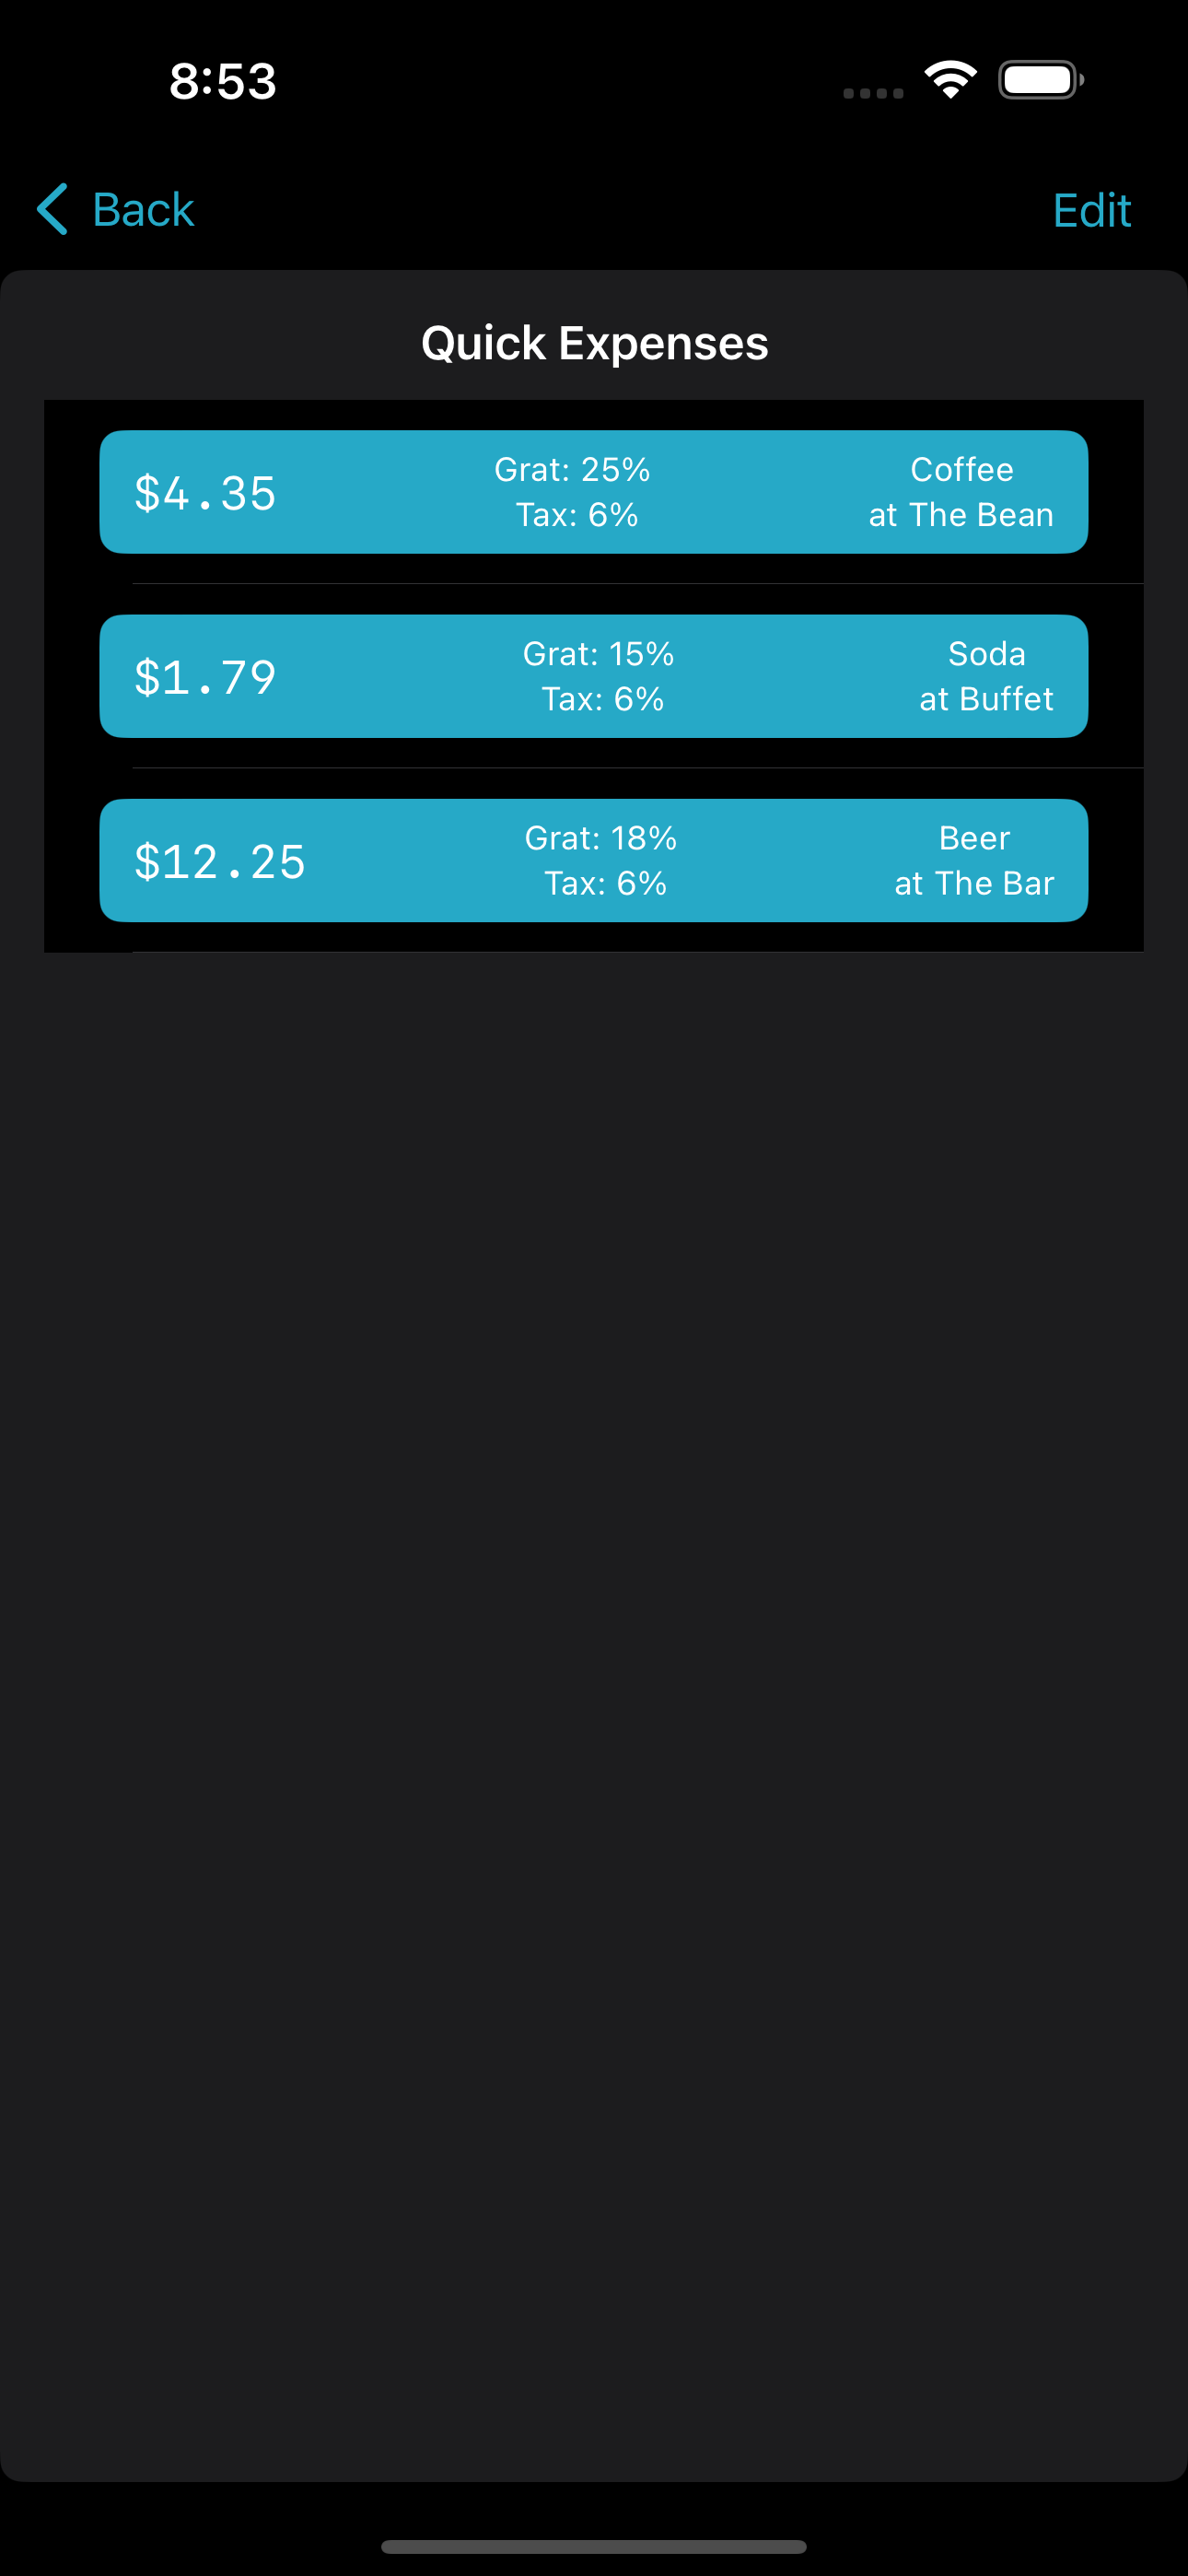 8:53
Back
Edit
Quick Expenses
$4.35
Grat: 25%
Tax: 6%
Coffee
at The Bean
$1.79
Grat: 15%
Tax: 6%
Soda
at Buffet
$12.25
Grat: 18%
Tax: 6%
Beer
at The Bar